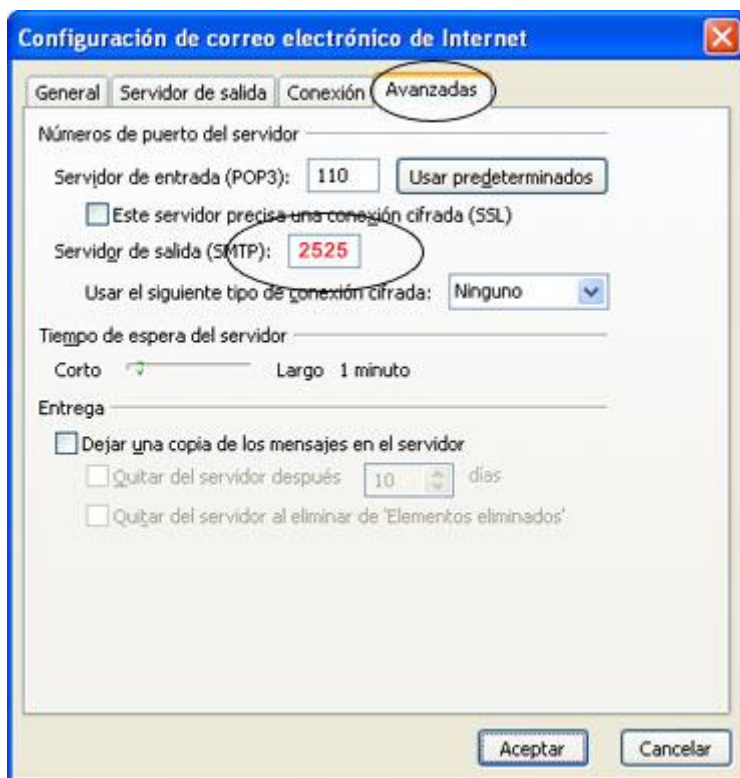 Configuración de correo electrónico de Internet
General Servidor de salida Conexión Avanzadas
Números de puerto del servidor
Servidor de entrada (POP3): 110 Usar predeterminados
Este servidor precisa una conexión cifrada (SSL)
Servidor de salida (SMTP): 2525
Usar el siguiente tipo de conexión cifrada: Ninguno
Tiempo de espera del servidor
Corto Largo 1 minuto
Entrega
Dejar una copia de los mensajes en el servidor
Quitar del servidor después 10 días
Quitar del servidor al eliminar de 'Elementos eliminados'
Aceptar Cancelar